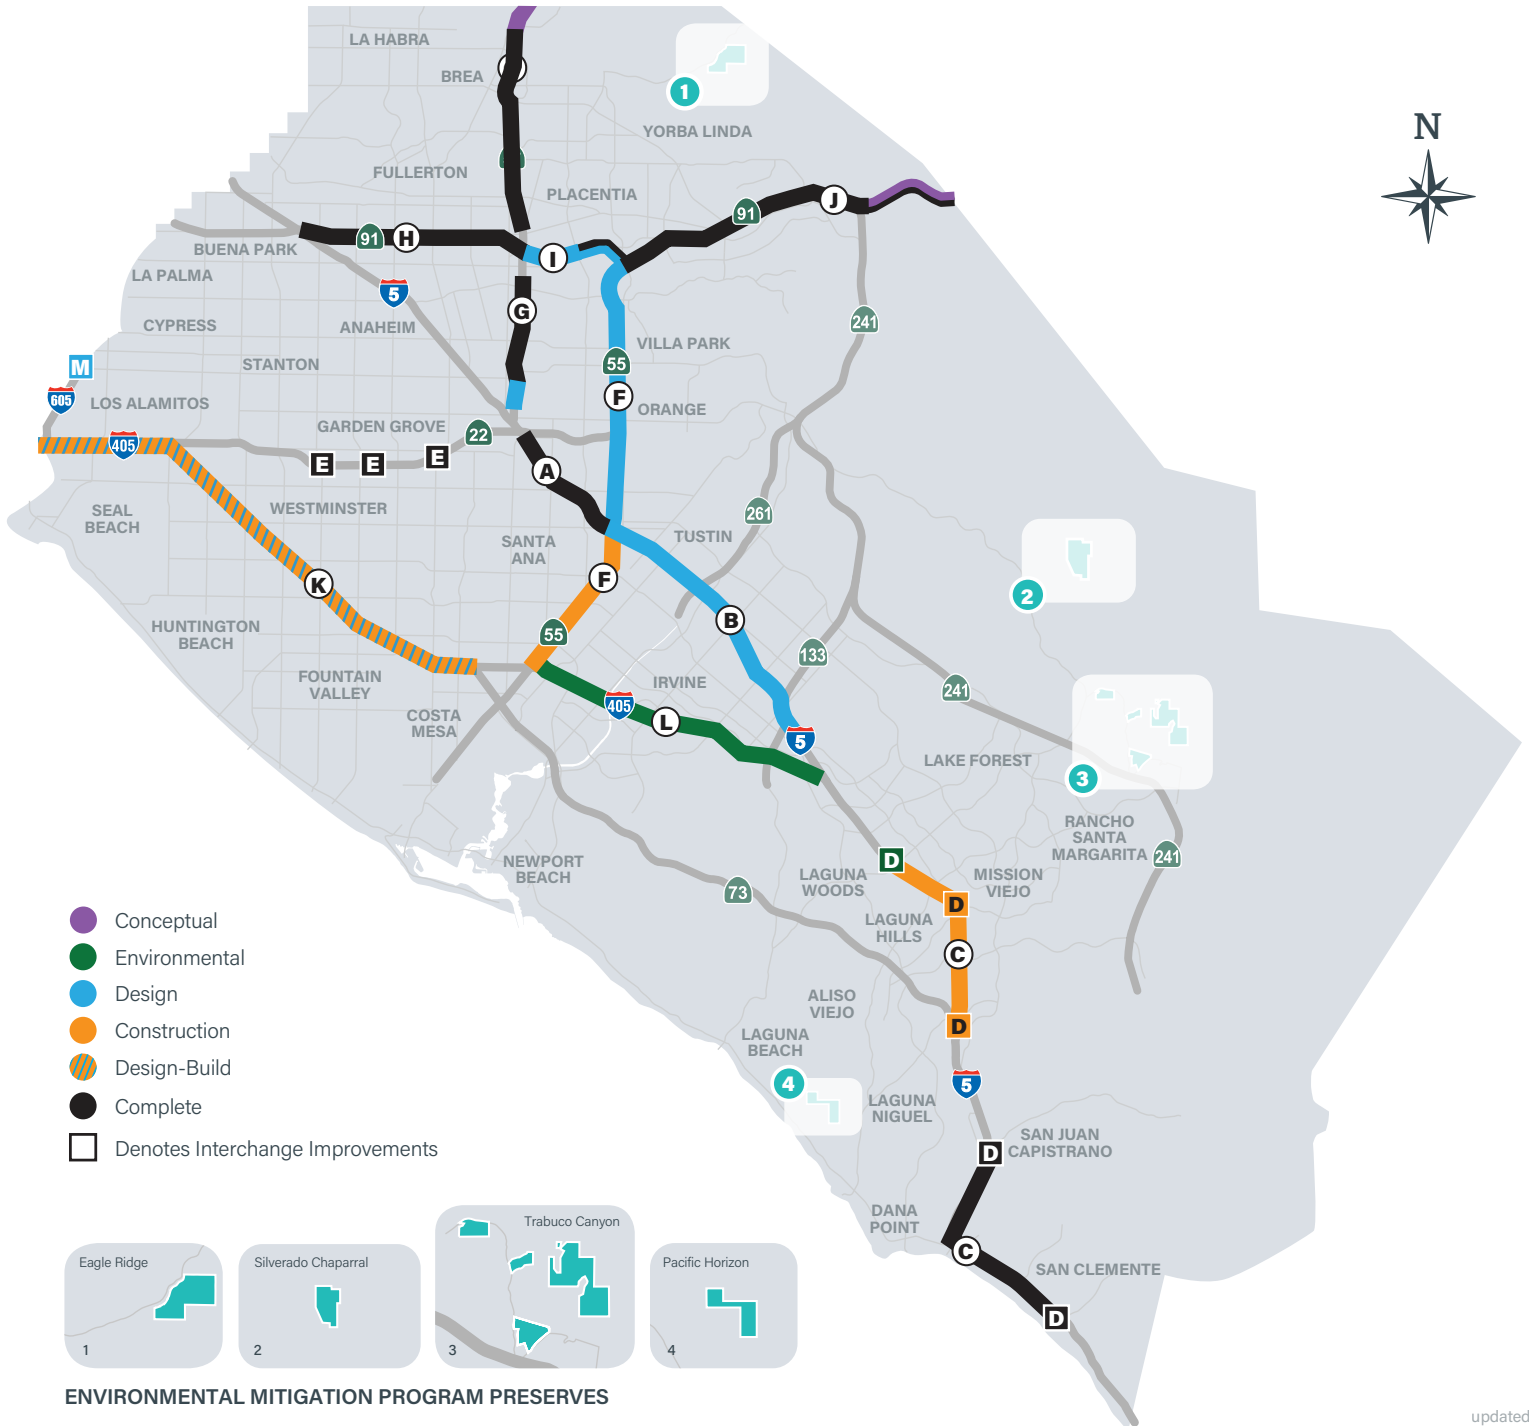 LA HABRA
BREA
1
YORBA LINDA
N
FULLERTON
PLACENTIA
J
91
91
H
BUENA PARK
I
LA PALMA
5
G
CYPRESS
ANAHEIM
241
VILLA PARK
STANTON
55
M
F
605
LOS ALAMITOS
ORANGE
GARDEN GROVE
22
405
E
E
E
A
SEAL
BEACH
WESTMINSTER
261
SANTA
ANA
TUSTIN
F
K
2
B
HUNTINGTON
BEACH
55
133
FOUNTAIN
VALLEY
IRVINE
241
405
L
COSTA
MESA
5
LAKE FOREST
3
RANCHO
SANTA
MARGARITA
241
NEWPORT
BEACH
D
LAGUNA
WOODS
MISSION
VIEJO
73
D
LAGUNA
HILLS
C
ALISO
VIEJO
D
LAGUNA
BEACH
4
5
LAGUNA
NIGUEL
SAN JUAN
CAPISTRANO
D
DANA
POINT
C
SAN CLEMENTE
D
Conceptual
Environmental
Design
Construction
Design-Build
Complete
Denotes Interchange Improvements
Eagle Ridge
1
Silverado Chaparral
2
Trabuco Canyon
3
Pacific Horizon
4
ENVIRONMENTAL MITIGATION PROGRAM PRESERVES
updated